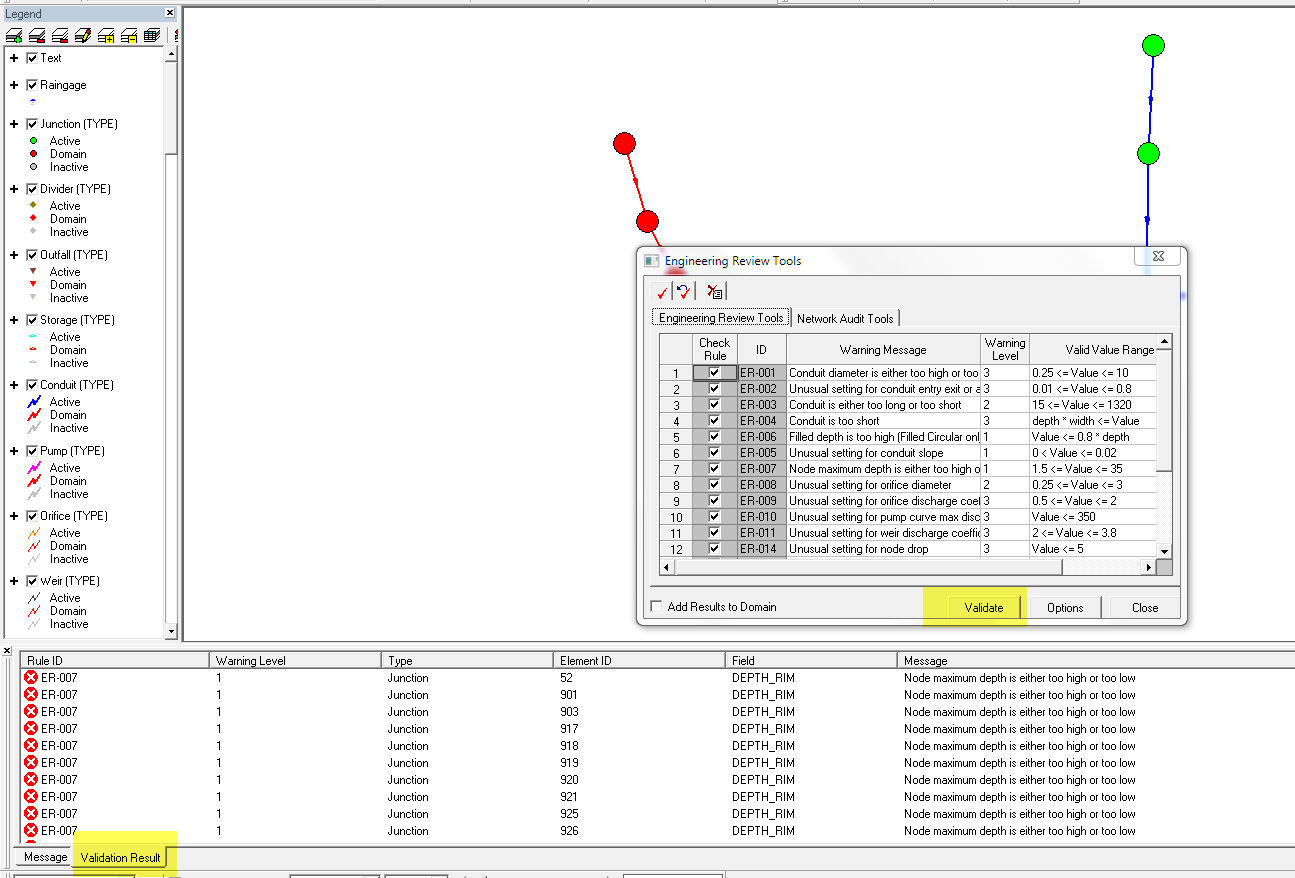 Legend
Text
Raingage
Junction (TYPE)
Active
Domain
Inactive
Divider (TYPE)
Active
Domain
Inactive
Outfall (TYPE)
Active
Domain
Inactive
Storage (TYPE)
Active
Domain
Inactive
Conduit (TYPE)
Active
Domain
Inactive
Pump (TYPE)
Active
Domain
Inactive
Orifice (TYPE)
Active
Domain
Inactive
Weir (TYPE)
Active
Domain
Inactive
Engineering Review Tools
Engineering Review Tools Network Audit Tools
Check Rule ID Warning Message Warning Level Valid Value Range
1 ER-001 Conduit diameter is either too high or too 3 0.25 <= Value <= 10
2 ER-002 Unusual setting for conduit entry exit or a 3 0.01 <= Value <= 0.8
3 ER-003 Conduit is either too long or too short 2 15 <= Value <= 1320
4 ER-004 Conduit is too short 3 depth * width <= Value
5 ER-006 Filled depth is too high (Filled Circular onl 1 Value <= 0.8 * depth
6 ER-005 Unusual setting for conduit slope 1 0 < Value <= 0.02
7 ER-007 Node maximum depth is either too high o 1 1.5 <= Value <= 35
8 ER-008 Unusual setting for orifice diameter 2 0.25 <= Value <= 3
9 ER-009 Unusual setting for orifice discharge coef 3 0.5 <= Value <= 2
10 ER-010 Unusual setting for pump curve max disc 3 Value <= 350
11 ER-011 Unusual setting for weir discharge coeffic 3 2 <= Value <= 3.8
12 ER-014 Unusual setting for node drop 3 Value <= 5
Add Results to Domain Validate Options Close
Rule ID Warning Level Type Element ID Field Message
ER-007 1 Junction 52 DEPTH_RIM Node maximum depth is either too high or too low
ER-007 1 Junction 901 DEPTH_RIM Node maximum depth is either too high or too low
ER-007 1 Junction 903 DEPTH_RIM Node maximum depth is either too high or too low
ER-007 1 Junction 917 DEPTH_RIM Node maximum depth is either too high or too low
ER-007 1 Junction 918 DEPTH_RIM Node maximum depth is either too high or too low
ER-007 1 Junction 919 DEPTH_RIM Node maximum depth is either too high or too low
ER-007 1 Junction 920 DEPTH_RIM Node maximum depth is either too high or too low
ER-007 1 Junction 921 DEPTH_RIM Node maximum depth is either too high or too low
ER-007 1 Junction 925 DEPTH_RIM Node maximum depth is either too high or too low
ER-007 1 Junction 926 DEPTH_RIM Node maximum depth is either too high or too low
Message Validation Result